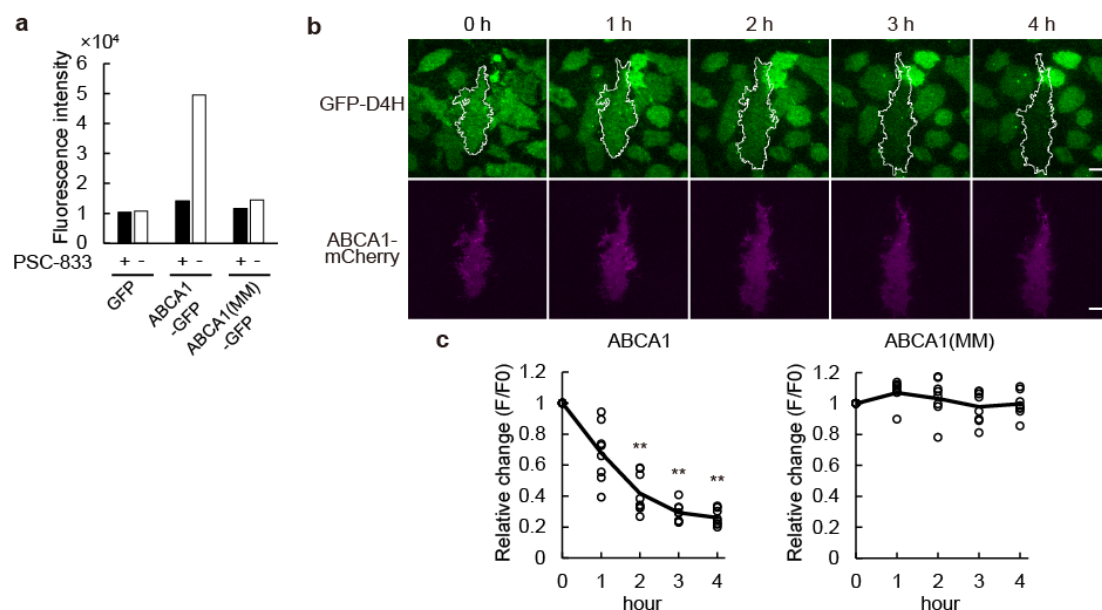 a
×10⁴
Fluorescence intensity
6
5
4
3
2
1
0
PSC-833
+ - + - + -
GFP
ABCA1
-GFP
ABCA1(MM)
-GFP
b
0 h 1 h 2 h 3 h 4 h
GFP-D4H
ABCA1-
mCherry
c
ABCA1
Relative change (F/F0)
1.2
1
0.8
0.6
0.4
0.2
0
** ** **
0 1 2 3 4
hour
ABCA1(MM)
Relative change (F/F0)
1.2
1
0.8
0.6
0.4
0.2
0
0 1 2 3 4
hour